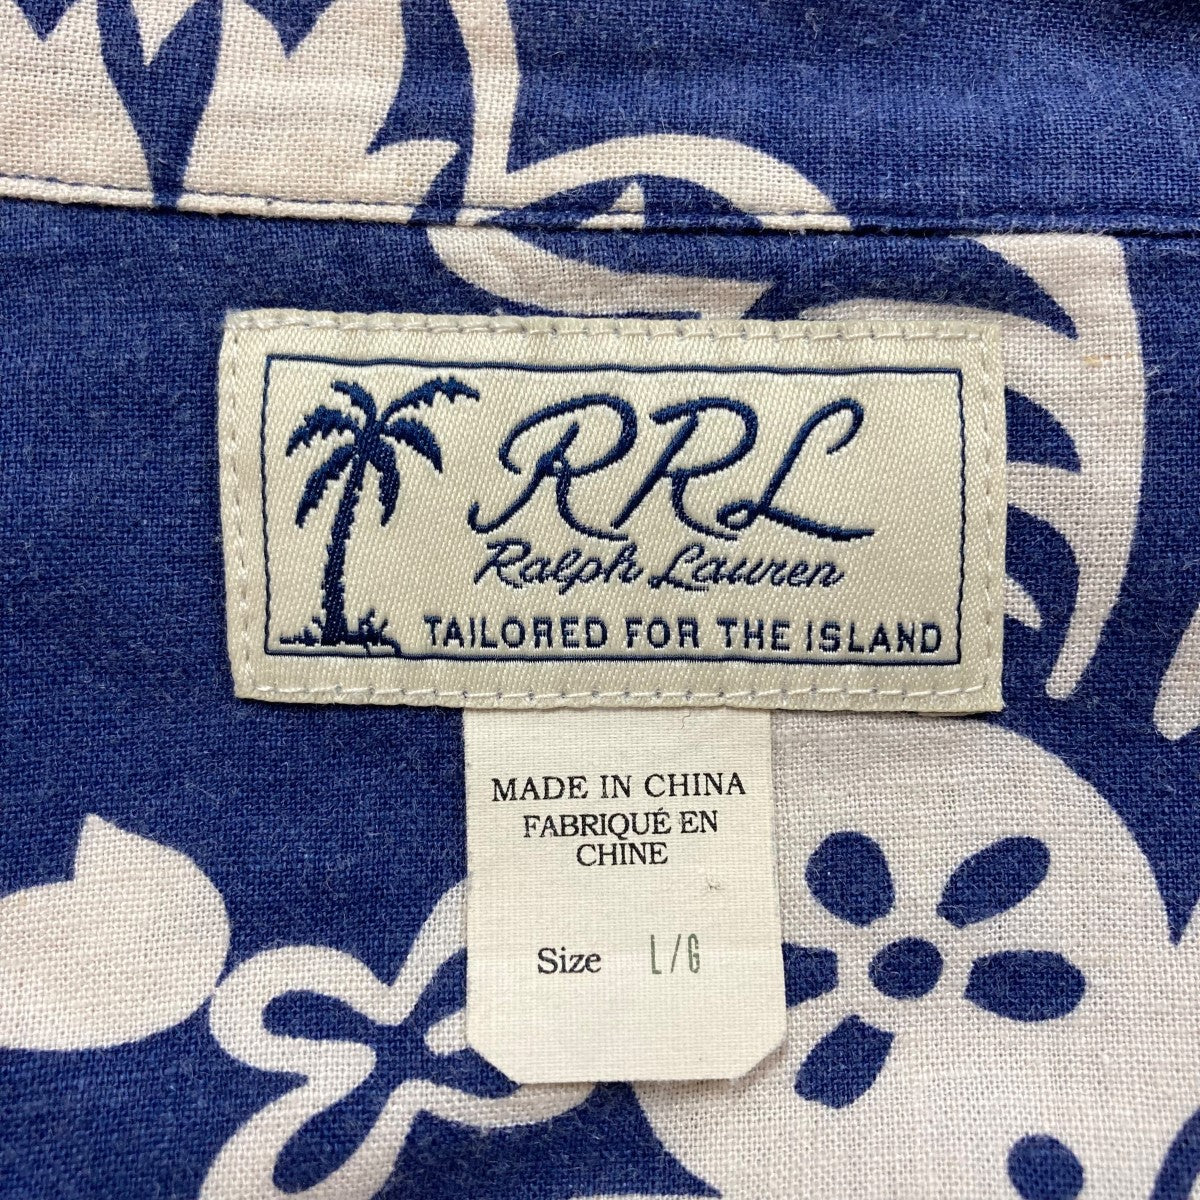 RRL
Ralph Lauren
TAILORED FOR THE ISLAND
MADE IN CHINA
FABRIQUÉ EN
CHINE
Size L/G